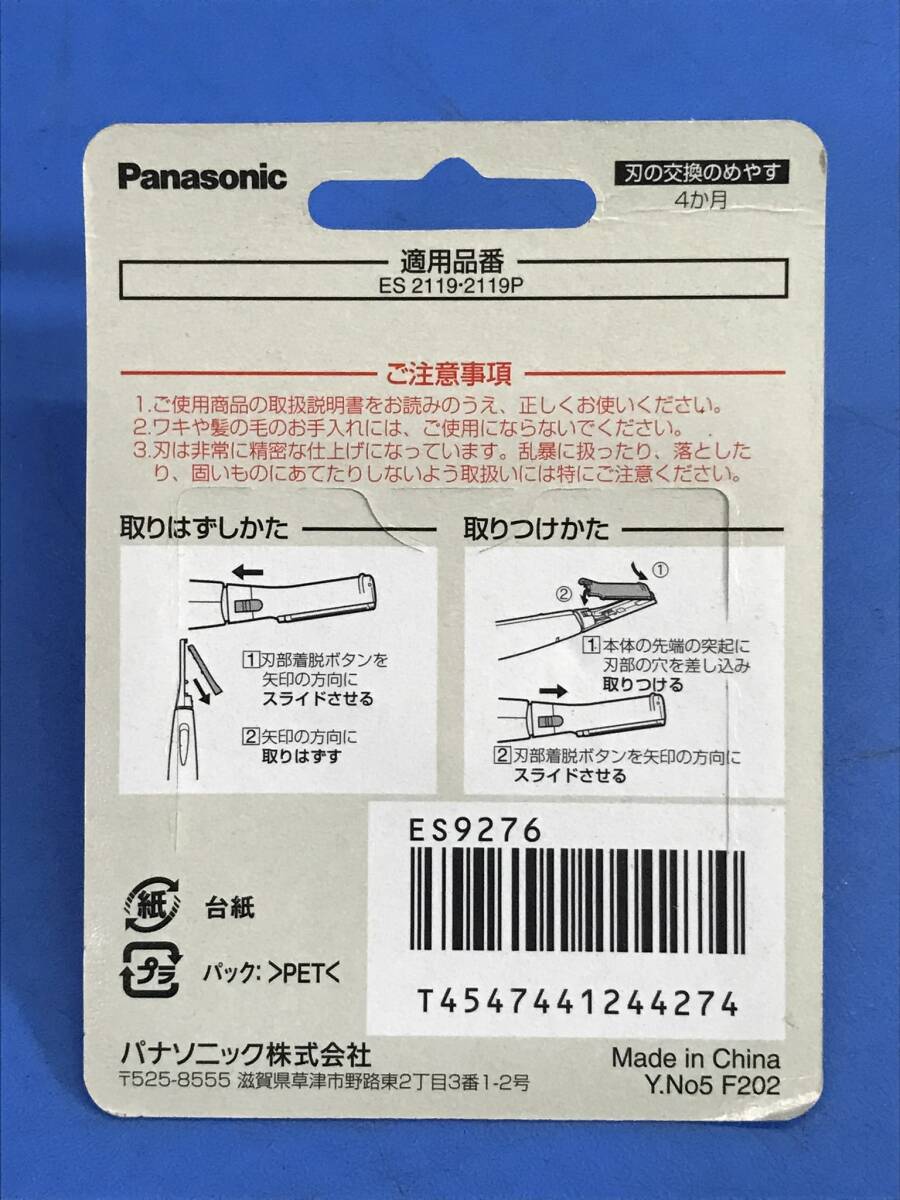 Panasonic
刃の交換のめやす
4か月
適用品番
ES 2119・2119P
ご注意事項
1.ご使用商品の取扱説明書をお読みのうえ、正しくお使いください。
2.ワキや髪の毛のお手入れには、ご使用にならないでください。
3.刃は非常に精密な仕上げになっています。乱暴に扱ったり、落とした
り、固いものにあてたりしないよう取扱いには特にご注意ください。
取りはずしかた
1 刃部着脱ボタンを
矢印の方向に
スライドさせる
2 矢印の方向に
取りはずす
取りつけかた
①
②
1 本体の先端の突起に
刃部の穴を差し込み
取りつける
2 刃部着脱ボタンを矢印の方向に
スライドさせる
ES9276
T4547441244274
紙 台紙
プラ パック:>PET<
パナソニック株式会社
〒525-8555 滋賀県草津市野路東2丁目3番1-2号
Made in China
Y.No5 F202